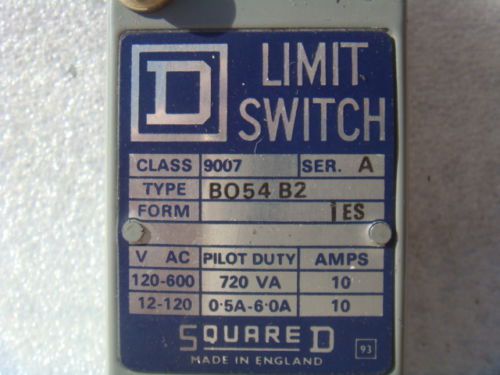 D
LIMIT
SWITCH
CLASS 9007 SER. A
TYPE BO54 B2
FORM ES
V AC PILOT DUTY AMPS
120-600 720 VA 10
12-120 0·5A-6·0A 10
SQUARE D
MADE IN ENGLAND
93